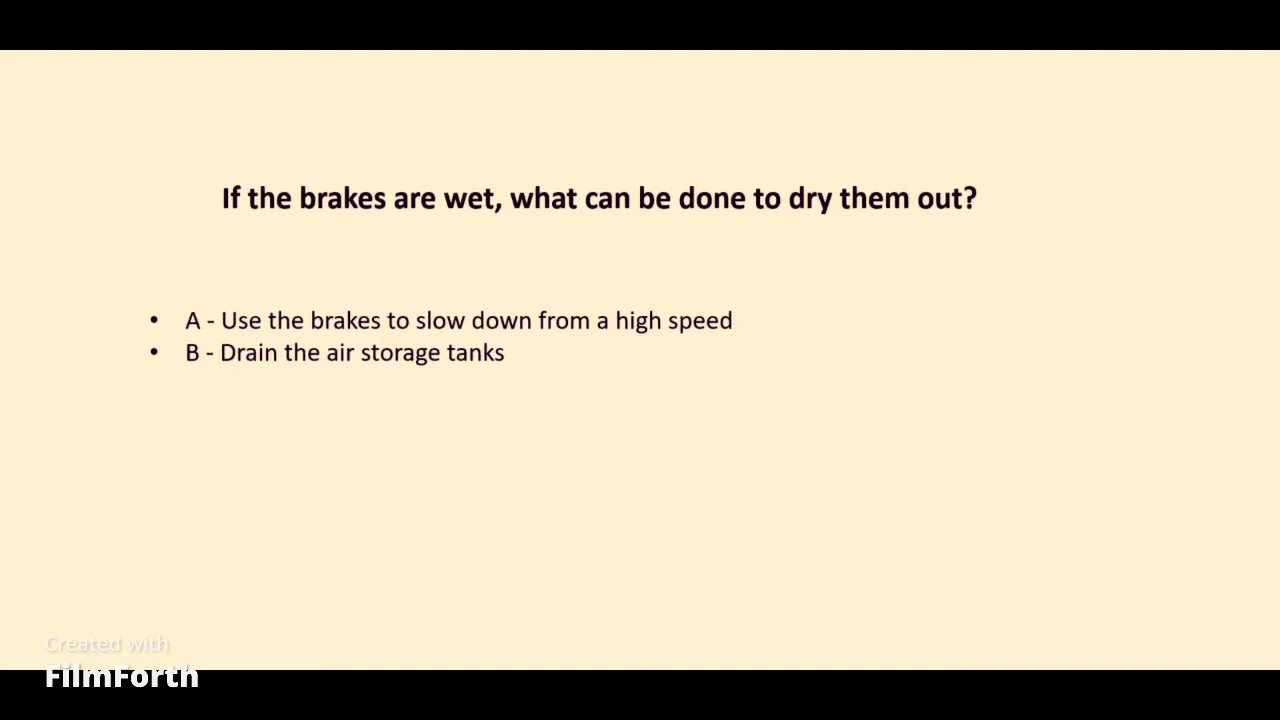 If the brakes are wet, what can be done to dry them out?
• A - Use the brakes to slow down from a high speed
• B - Drain the air storage tanks
Created with
FilmForth